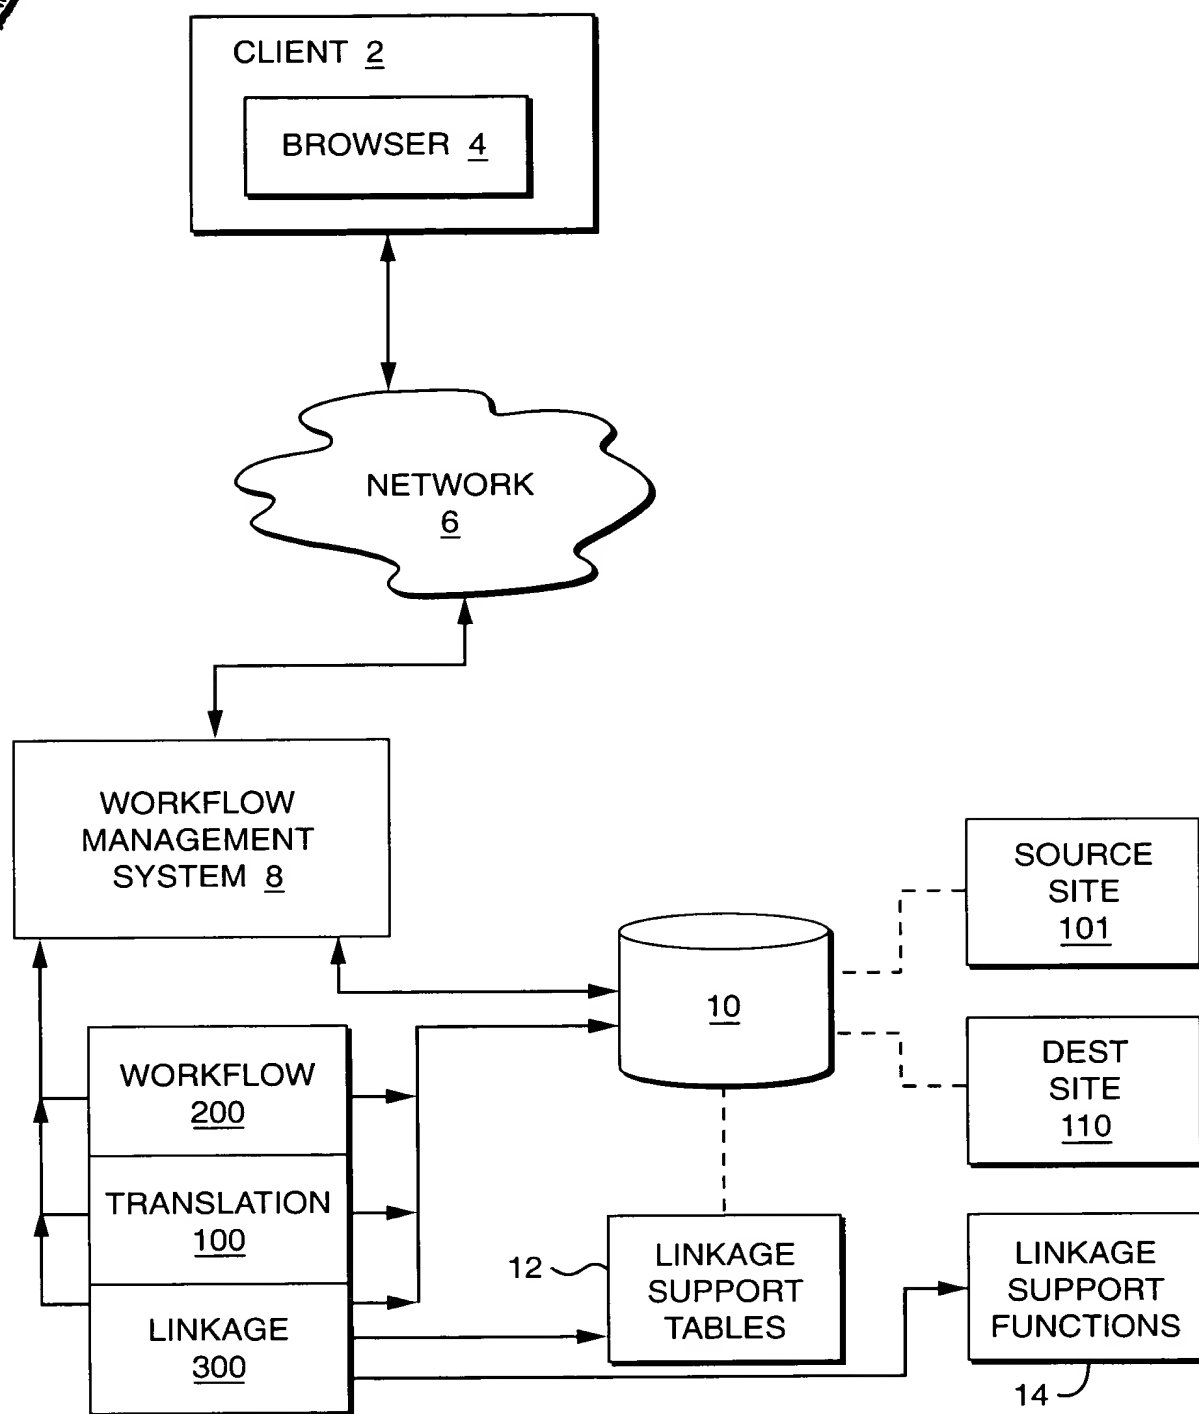 CLIENT 2
BROWSER 4
NETWORK
6
WORKFLOW
MANAGEMENT
SYSTEM 8
SOURCE
SITE
101
10
DEST
SITE
110
WORKFLOW
200
TRANSLATION
100
LINKAGE
300
12
LINKAGE
SUPPORT
TABLES
LINKAGE
SUPPORT
FUNCTIONS
14